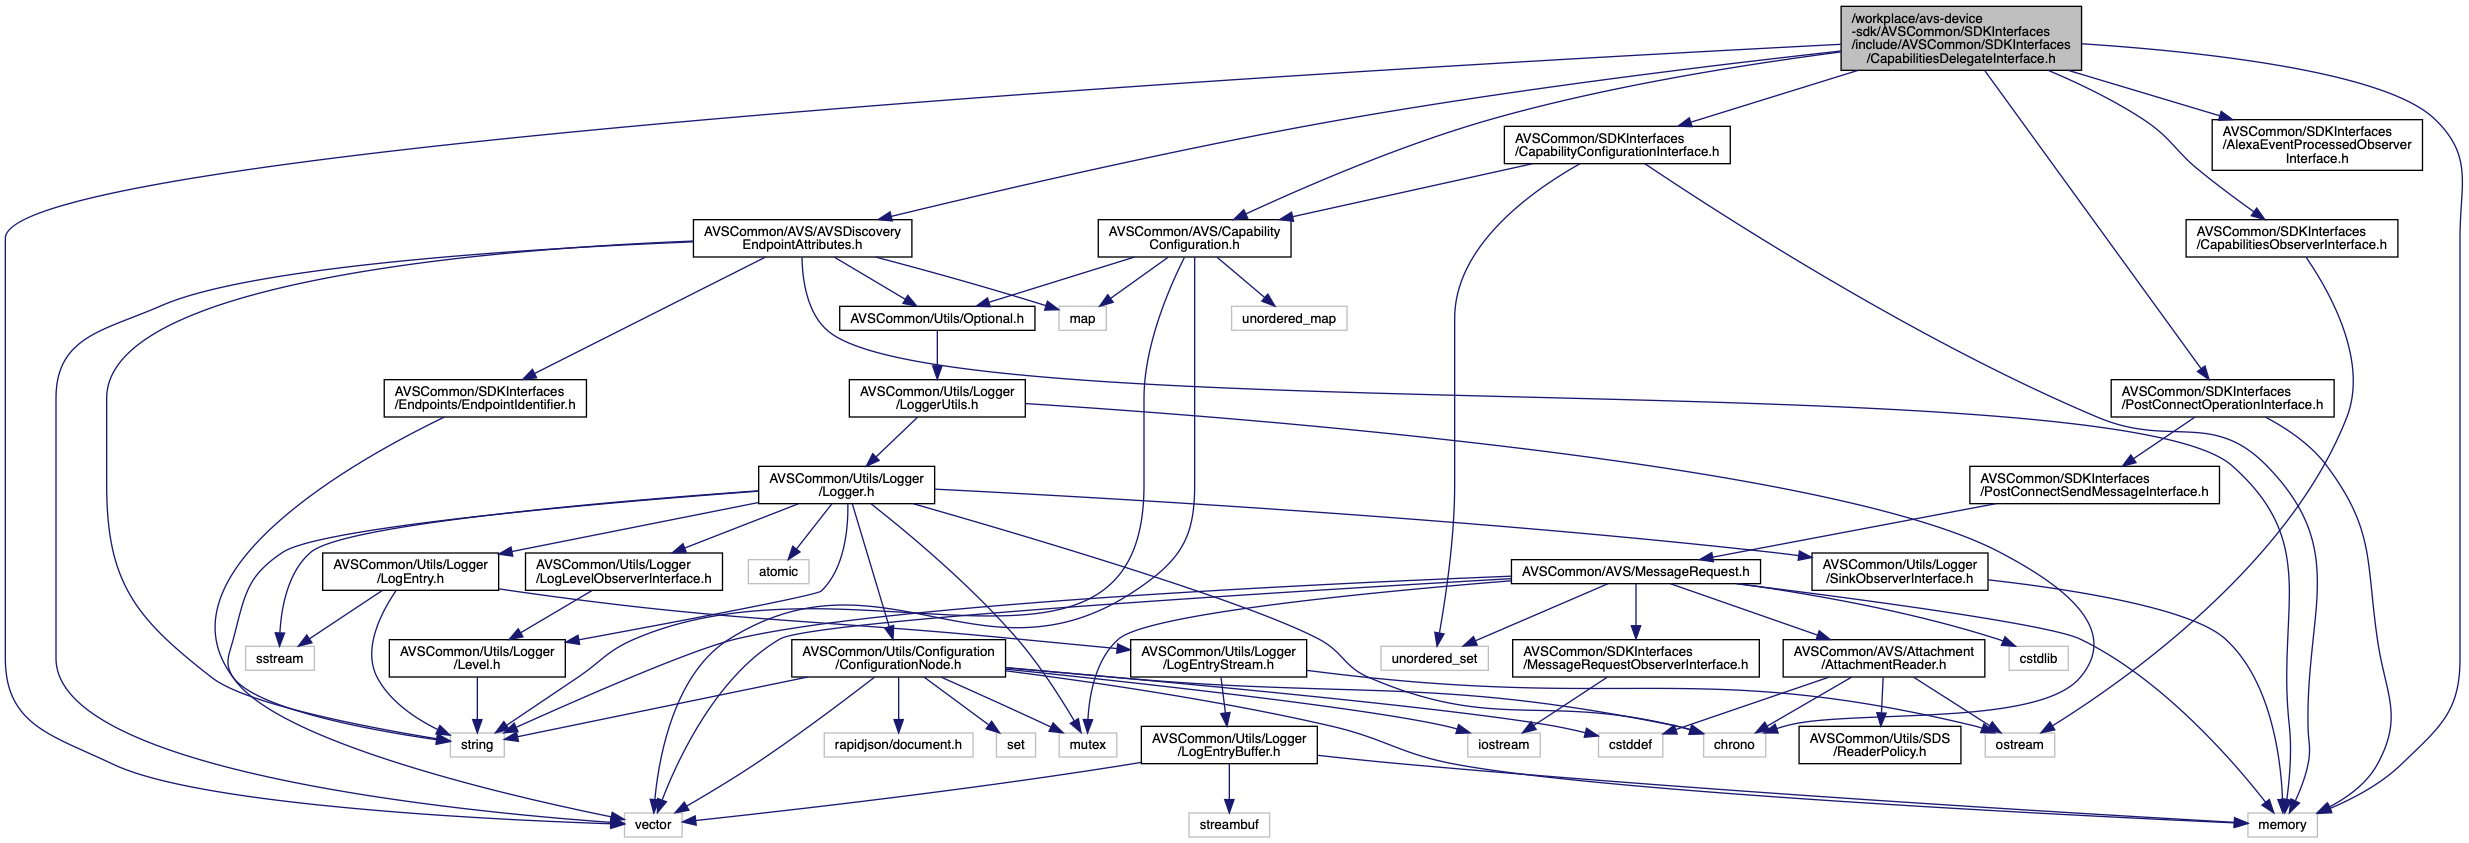 /workplace/avs-device
-sdk/AVSCommon/SDKInterfaces
/include/AVSCommon/SDKInterfaces
/CapabilitiesDelegateInterface.h
AVSCommon/SDKInterfaces
/CapabilityConfigurationInterface.h
AVSCommon/SDKInterfaces
/AlexaEventProcessedObserver
Interface.h
AVSCommon/AVS/AVSDiscovery
EndpointAttributes.h
AVSCommon/AVS/Capability
Configuration.h
AVSCommon/SDKInterfaces
/CapabilitiesObserverInterface.h
AVSCommon/Utils/Optional.h
map
unordered_map
AVSCommon/SDKInterfaces
/Endpoints/EndpointIdentifier.h
AVSCommon/Utils/Logger
/LoggerUtils.h
AVSCommon/SDKInterfaces
/PostConnectOperationInterface.h
AVSCommon/Utils/Logger
/Logger.h
AVSCommon/SDKInterfaces
/PostConnectSendMessageInterface.h
AVSCommon/Utils/Logger
/LogEntry.h
AVSCommon/Utils/Logger
/LogLevelObserverInterface.h
atomic
AVSCommon/AVS/MessageRequest.h
AVSCommon/Utils/Logger
/SinkObserverInterface.h
sstream
AVSCommon/Utils/Logger
/Level.h
AVSCommon/Utils/Configuration
/ConfigurationNode.h
AVSCommon/Utils/Logger
/LogEntryStream.h
unordered_set
AVSCommon/SDKInterfaces
/MessageRequestObserverInterface.h
AVSCommon/AVS/Attachment
/AttachmentReader.h
cstdlib
string
rapidjson/document.h
set
mutex
AVSCommon/Utils/Logger
/LogEntryBuffer.h
iostream
cstddef
chrono
AVSCommon/Utils/SDS
/ReaderPolicy.h
ostream
vector
streambuf
memory